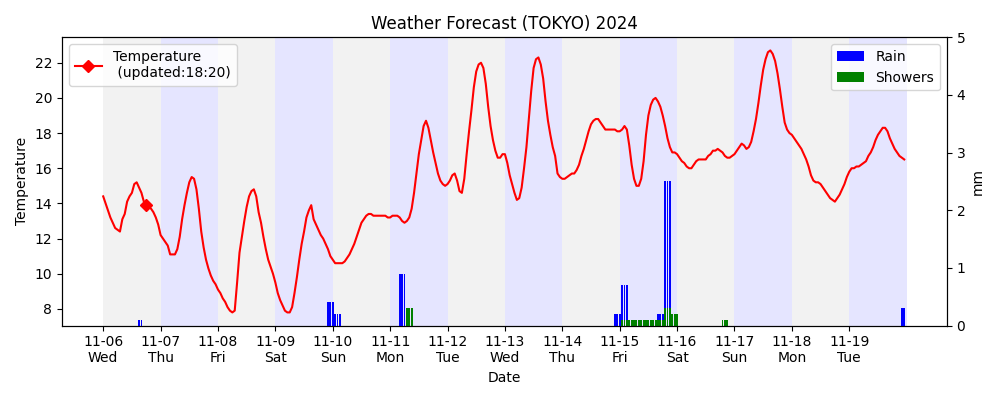 Weather Forecast (TOKYO) 2024
Temperature
(updated:18:20)
Rain
Showers
Temperature
22
20
18
16
14
12
10
8
5
4
3
2
1
0
mm
11-06 11-07 11-08 11-09 11-10 11-11 11-12 11-13 11-14 11-15 11-16 11-17 11-18 11-19
Wed Thu Fri Sat Sun Mon Tue Wed Thu Fri Sat Sun Mon Tue
Date